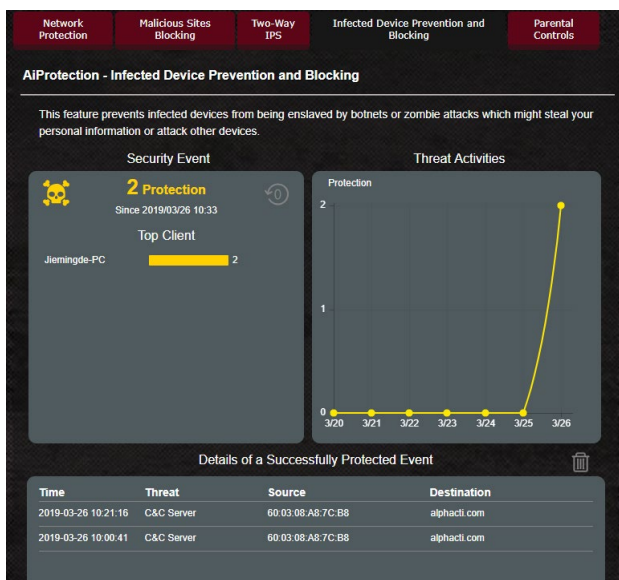 Network Protection
Malicious Sites Blocking
Two-Way IPS
Infected Device Prevention and Blocking
Parental Controls
AiProtection - Infected Device Prevention and Blocking
This feature prevents infected devices from being enslaved by botnets or zombie attacks which might steal your
personal information or attack other devices.
Security Event
2 Protection
0
Since 2019/03/26 10:33
Top Client
Jiemingde-PC 2
Threat Activities
Protection
2
1
0
3/20 3/21 3/22 3/23 3/24 3/25 3/26
Details of a Successfully Protected Event
Time Threat Source Destination
2019-03-26 10:21:16 C&C Server 60:03:08:A8:7C:B8 alphacti.com
2019-03-26 10:00:41 C&C Server 60:03:08:A8:7C:B8 alphacti.com